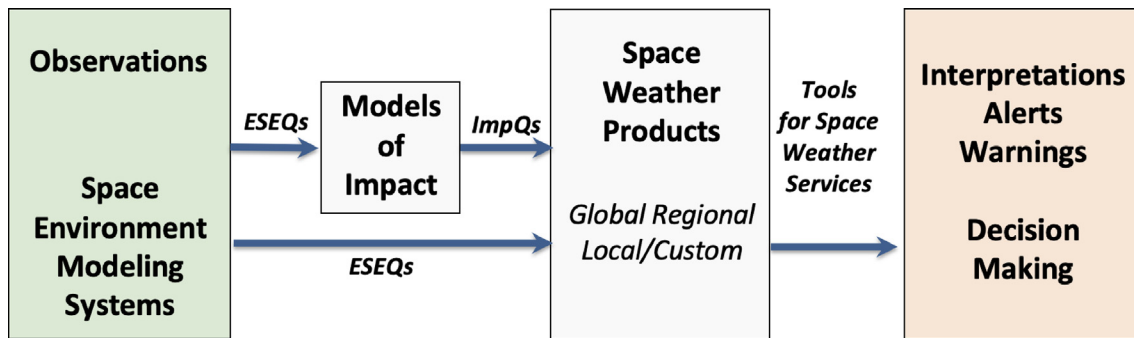 Observations
Space
Environment
Modeling
Systems
ESEQs
ESEQs
Models
of
Impact
ImpQs
Space
Weather
Products
Global Regional
Local/Custom
Tools
for Space
Weather
Services
Interpretations
Alerts
Warnings
Decision
Making